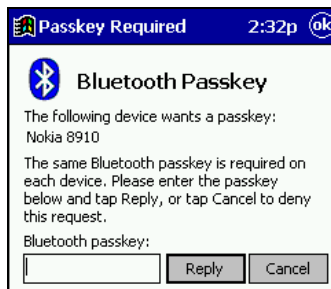 Passkey Required 2:32p ok
Bluetooth Passkey
The following device wants a passkey:
Nokia 8910
The same Bluetooth passkey is required on
each device. Please enter the passkey
below and tap Reply, or tap Cancel to deny
this request.
Bluetooth passkey:
Reply Cancel